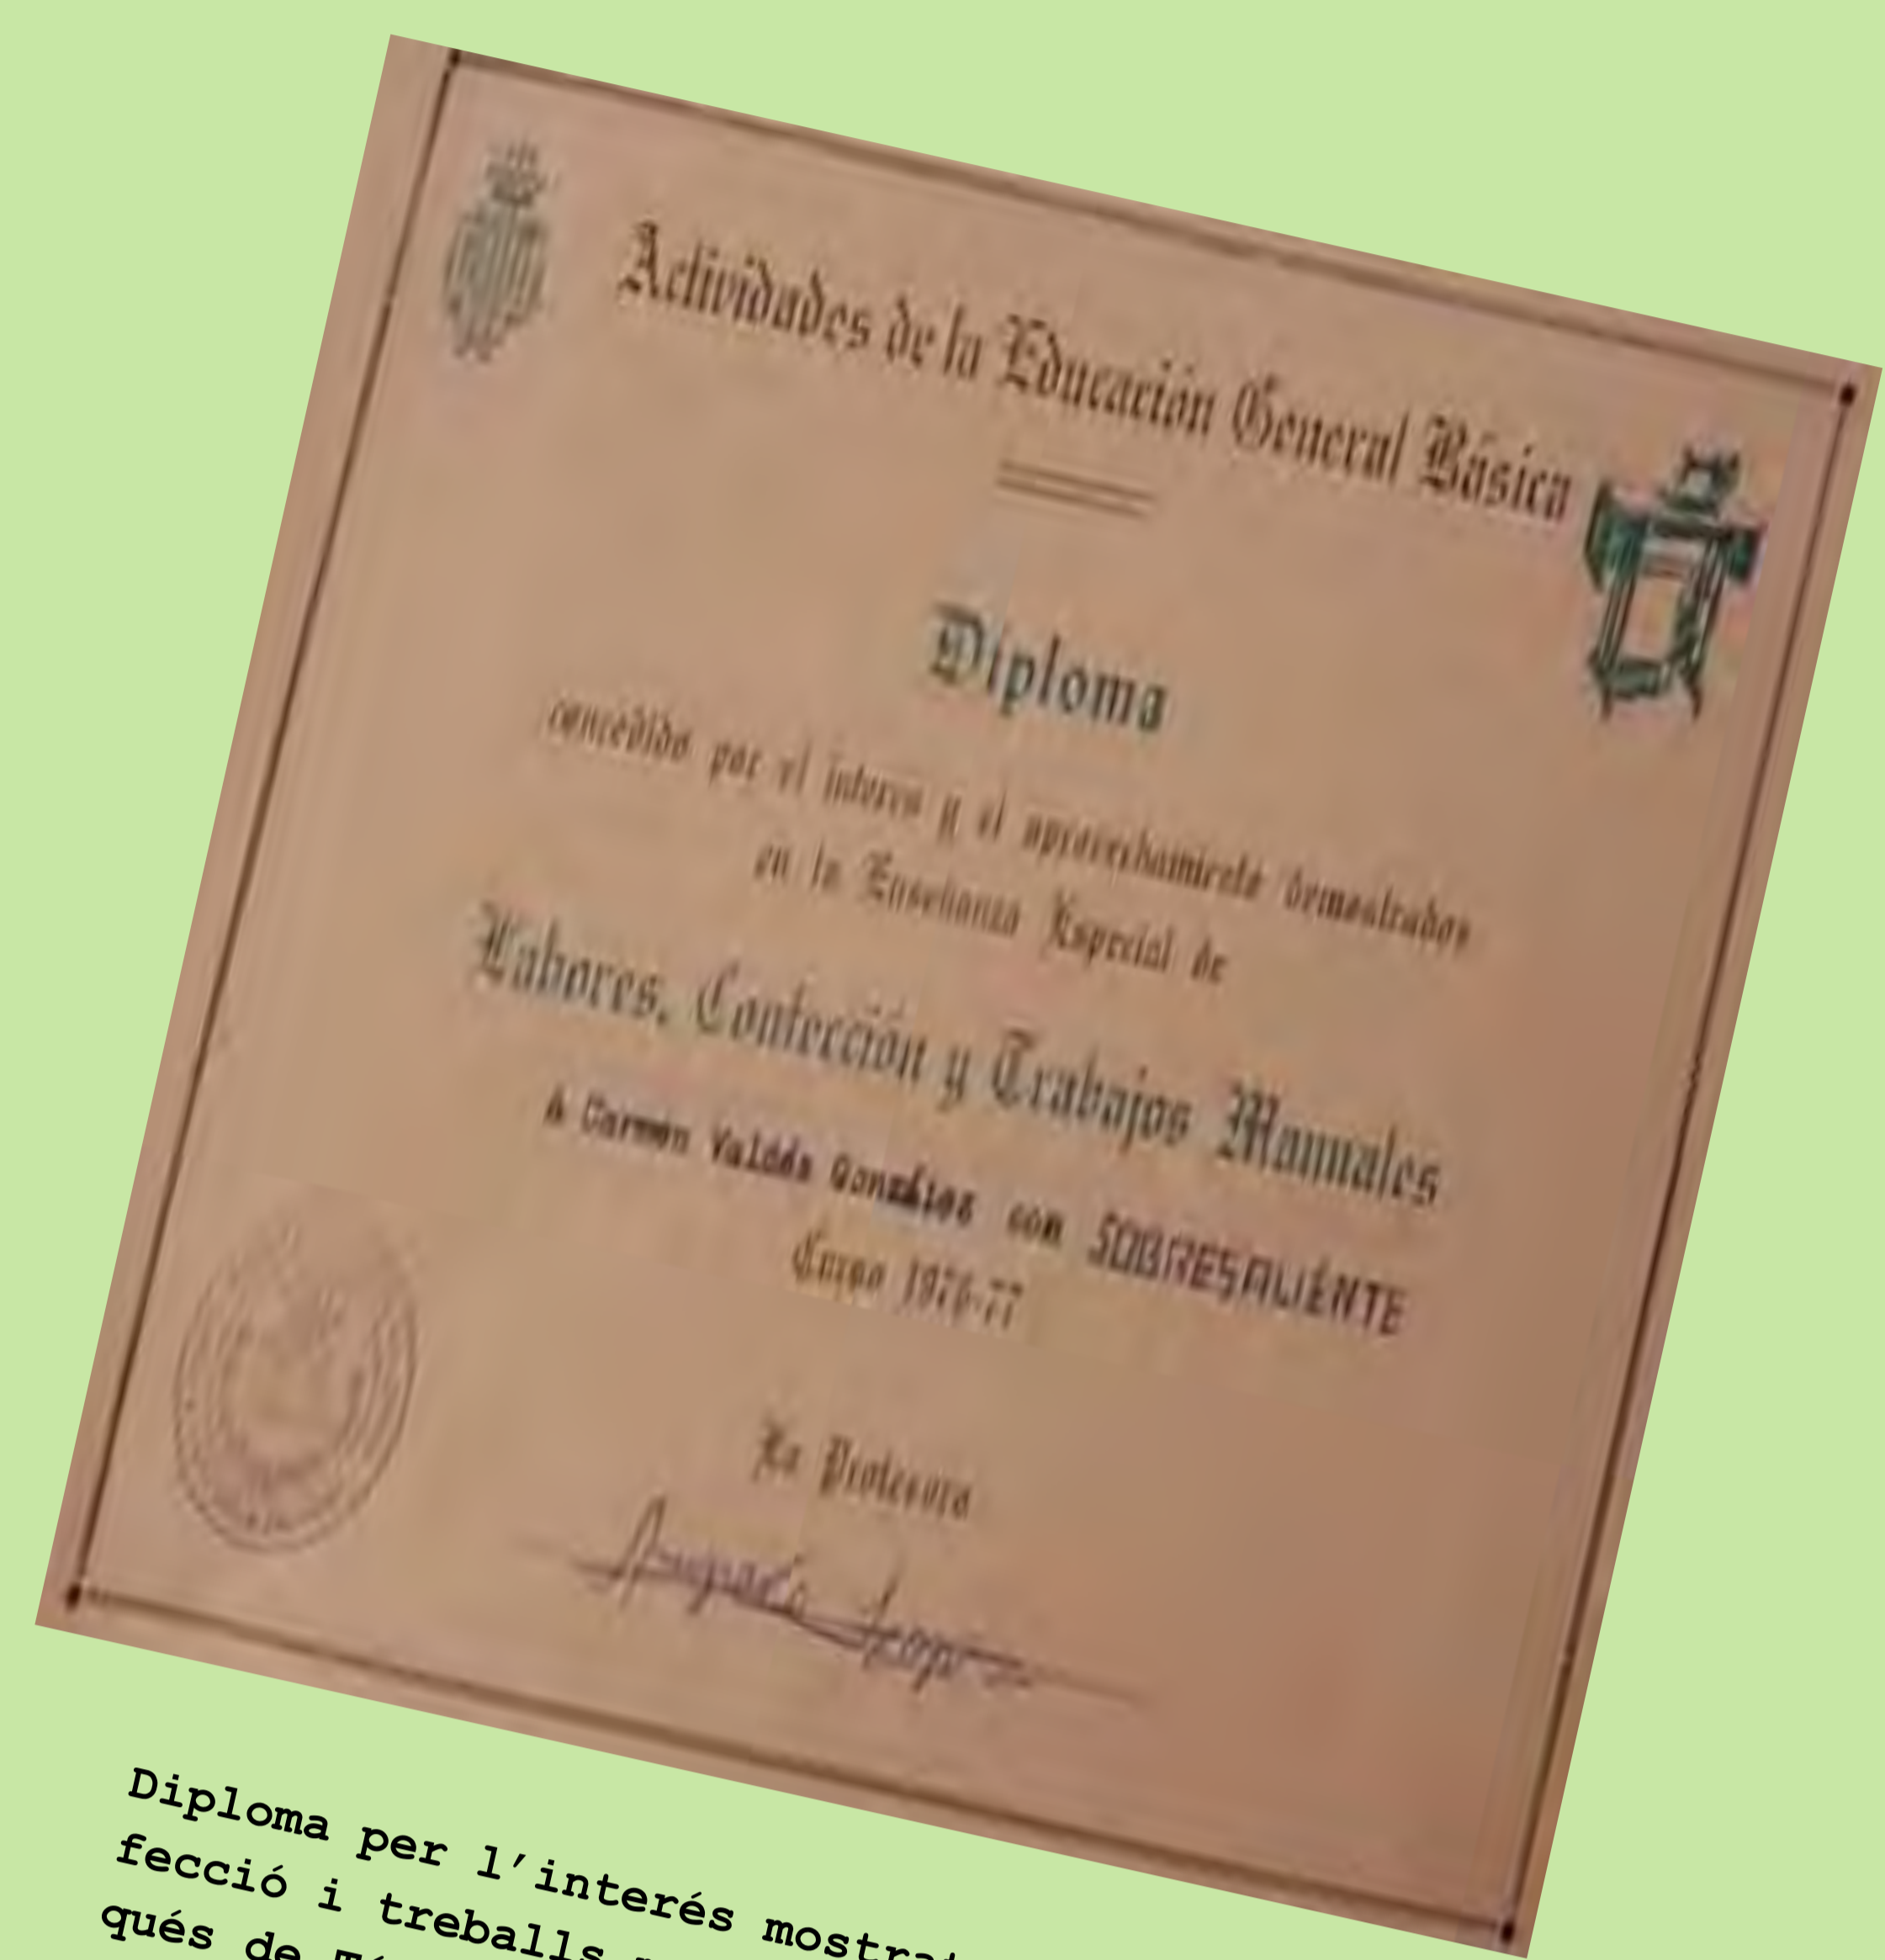 Actividades de la Educación General Básica
Diploma
concedido por el interes y el aprovechamiento demostrados
en la Enseñanza Especial de
Labores, Confección y Trabajos Manuales
A Carmen Valdés González con SOBRESALIENTE
Curso 1976-77
La Profesora
Diploma per l’interés
fecció i treballs
qués de